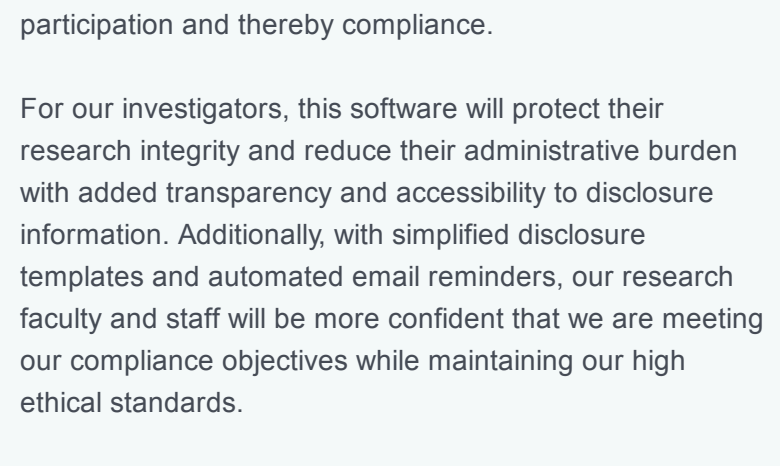 participation and thereby compliance.
For our investigators, this software will protect their
research integrity and reduce their administrative burden
with added transparency and accessibility to disclosure
information. Additionally, with simplified disclosure
templates and automated email reminders, our research
faculty and staff will be more confident that we are meeting
our compliance objectives while maintaining our high
ethical standards.